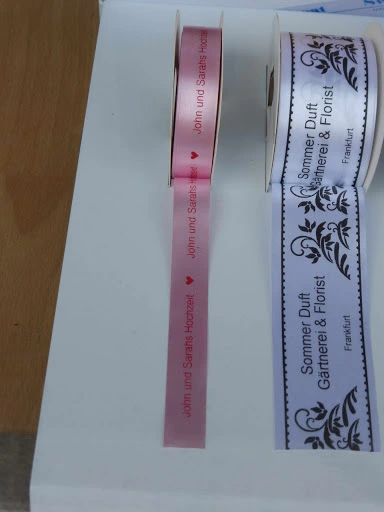 John und Sarahs Hochzeit
John und Sarahs Hochzeit
John und Sarahs Hochzeit
Sommer Duft
Gärtnerei & Florist
Frankfurt
Sommer Duft
Gärtnerei & Florist
Frankfurt